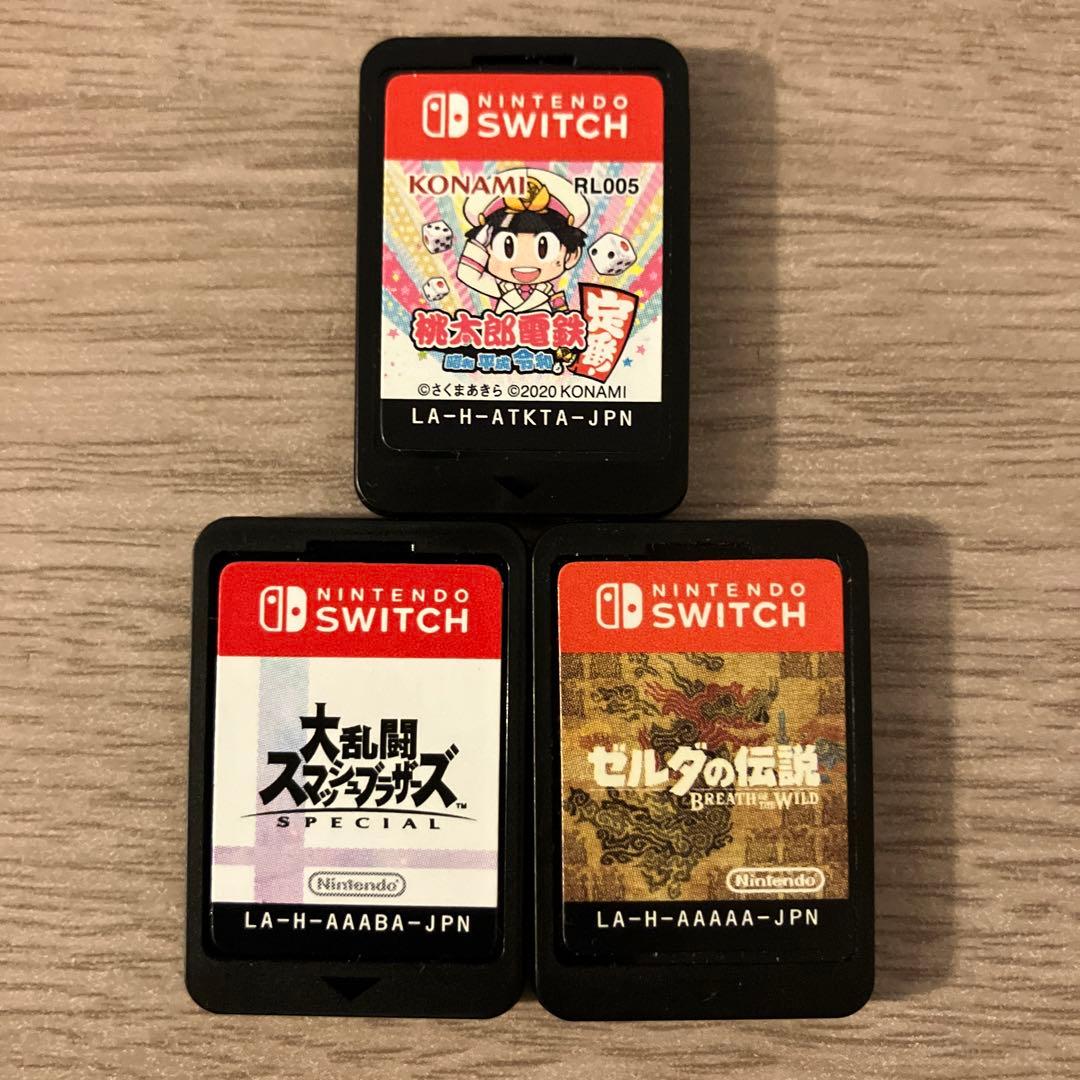 NINTENDO
SWITCH
KONAMI RL005
桃太郎電鉄
昭和 平成 令和も
定番!
©さくまあきら ©2020 KONAMI
LA-H-ATKTA-JPN
NINTENDO
SWITCH
大乱闘
スマッシュブラザーズ™
SPECIAL
Nintendo
LA-H-AAABA-JPN
NINTENDO
SWITCH
ゼルダの伝説
BREATH OF THE WILD
Nintendo
LA-H-AAAAA-JPN